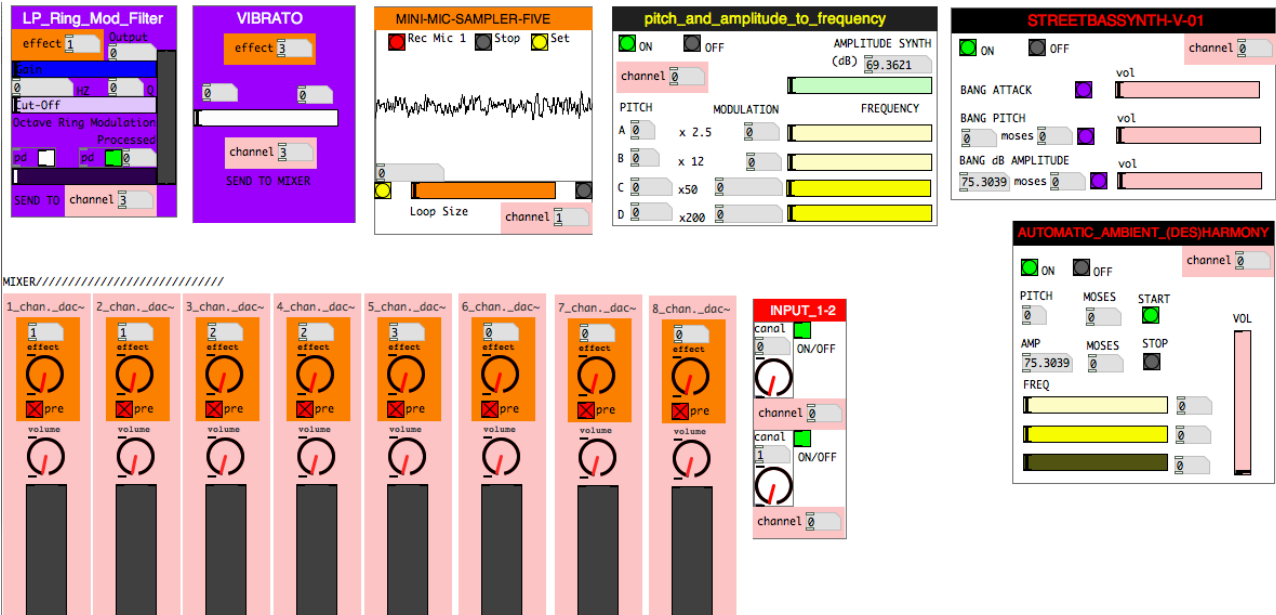 LP_Ring_Mod_Filter
effect 1
Output
0
Gain
0 HZ 0 Q
Cut-Off
Octave Ring Modulation
Processed
pd pd 0
SEND TO channel 3
VIBRATO
effect 3
0 0
channel 3
SEND TO MIXER
MINI-MIC-SAMPLER-FIVE
Rec Mic 1 Stop Set
0
Loop Size
channel 1
pitch_and_amplitude_to_frequency
ON OFF
AMPLITUDE SYNTH
(dB) 69.3621
channel 0
PITCH MODULATION FREQUENCY
A 0 x 2.5 0
B 0 x 12 0
C 0 x50 0
D 0 x200 0
STREETBASSYNTH-V-01
ON OFF channel 0
vol
BANG ATTACK
BANG PITCH vol
0 moses 0
BANG dB AMPLITUDE vol
75.3039 moses 0
AUTOMATIC_AMBIENT_(DES)HARMONY
channel 0
ON OFF
PITCH MOSES START
0 0
VOL
AMP MOSES STOP
75.3039 0
FREQ
0
0
0
MIXER/////////////////////////////
1_chan._dac~ 2_chan._dac~ 3_chan._dac~ 4_chan._dac~ 5_chan._dac~ 6_chan._dac~ 7_chan._dac~ 8_chan._dac~
1 1 2 2 3 0 0 0
effect effect effect effect effect effect effect effect
pre pre pre pre pre pre pre pre
volume volume volume volume volume volume volume volume
INPUT_1-2
canal
0 ON/OFF
channel 0
canal
1 ON/OFF
channel 0